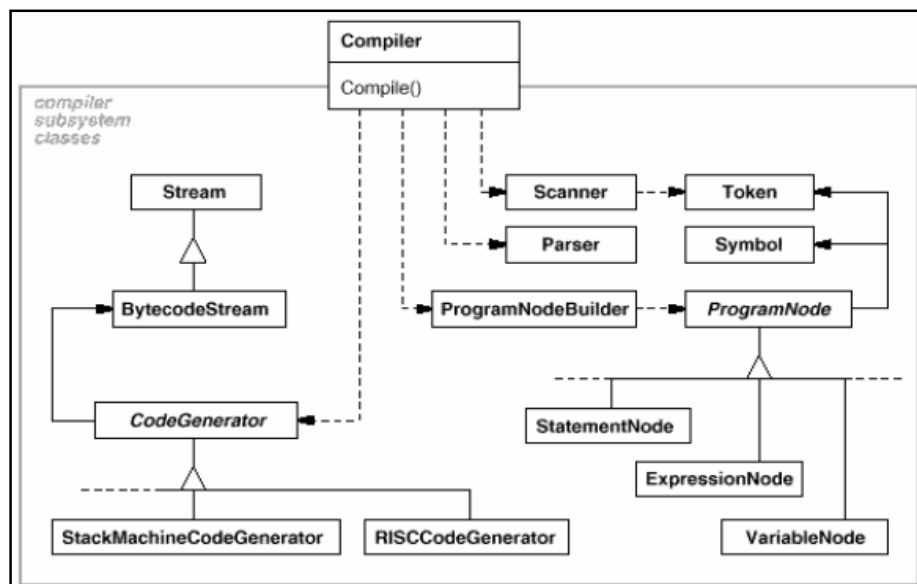 Compiler
Compile()
compiler
subsystem
classes
Stream
Scanner
Token
Parser
Symbol
BytecodeStream
ProgramNodeBuilder
ProgramNode
CodeGenerator
StatementNode
ExpressionNode
StackMachineCodeGenerator
RISCCodeGenerator
VariableNode